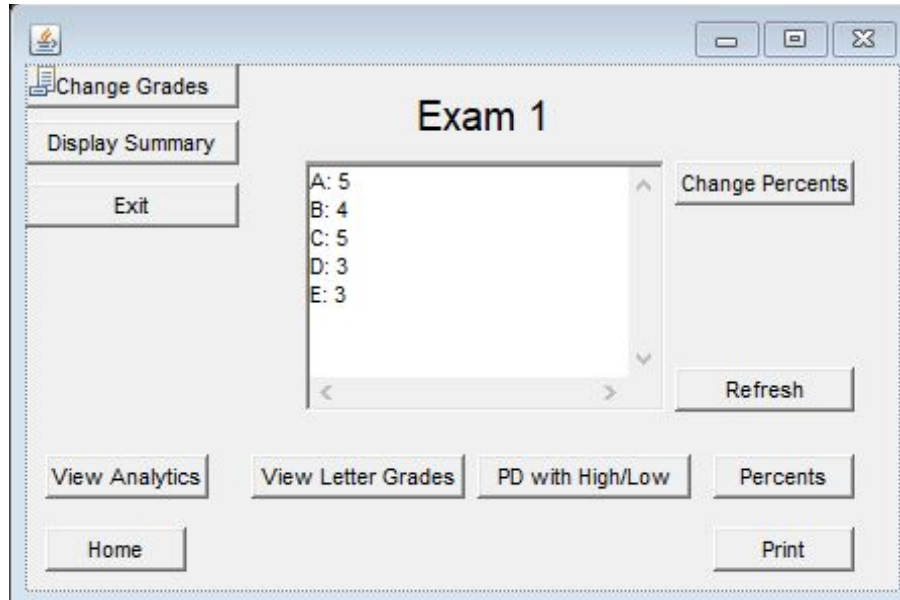 Change Grades
Exam 1
Display Summary
A: 5
Change Percents
Exit
B: 4
C: 5
D: 3
E: 3
Refresh
View Analytics
View Letter Grades
PD with High/Low
Percents
Home
Print